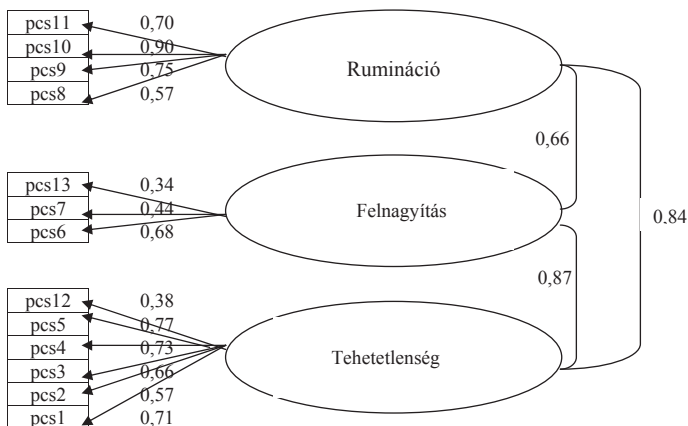 pcs11 0,70
pcs10 0,90
pcs9 0,75
pcs8 0,57
Rumináció
0,66
pcs13 0,34
pcs7 0,44
pcs6 0,68
Felnagyítás
0,84
0,87
pcs12 0,38
pcs5 0,77
pcs4 0,73
pcs3 0,66
pcs2 0,57
pcs1 0,71
Tehetetlenség